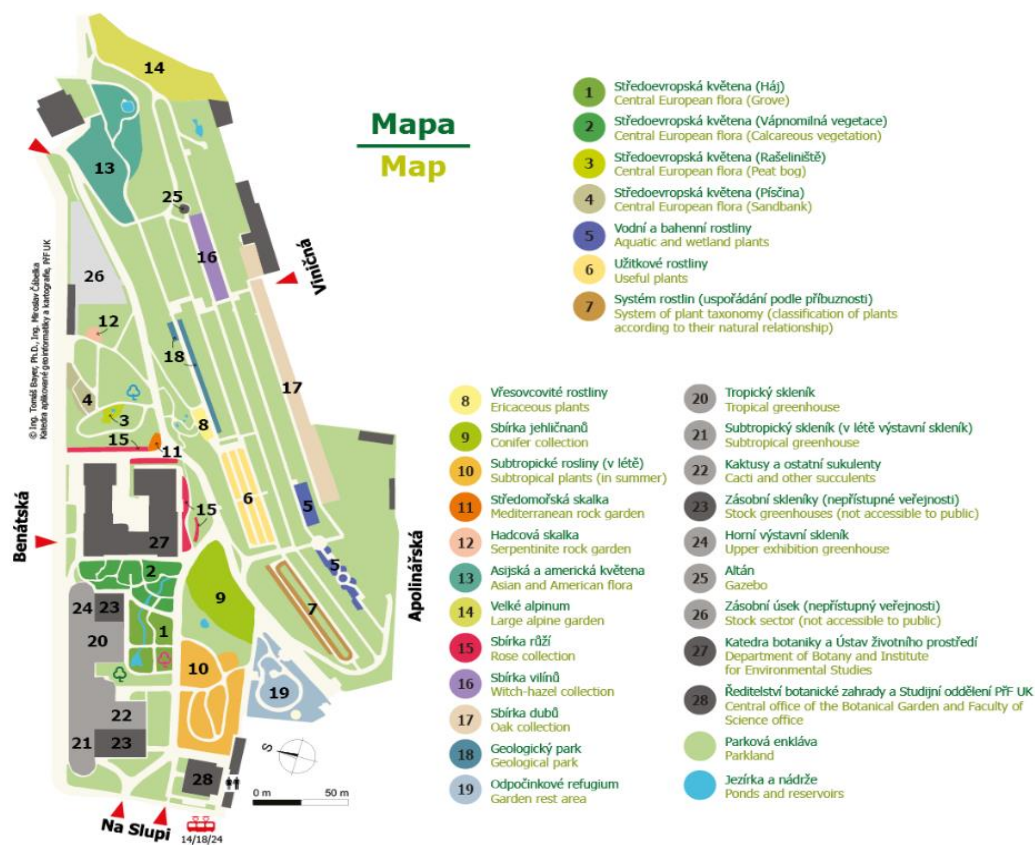 Mapa
Map
14
13
25
16
26
12
18
4
3
15
11
8
17
6
5
15
27
5
2
9
7
24
23
1
20
10
19
22
21
23
28
S
0 m
50 m
Viničná
Benátská
Apolinářská
Na Slupi
14/18/24
© Ing. Tomáš Bayer, Ph.D., Ing. Miroslav Čábelka
Katedra aplikované geoinformatiky a kartografie, PřF UK
1
Středoevropská květena (Háj)
Central European flora (Grove)
2
Středoevropská květena (Vápnomilná vegetace)
Central European flora (Calcareous vegetation)
3
Středoevropská květena (Rašeliniště)
Central European flora (Peat bog)
4
Středoevropská květena (Písčina)
Central European flora (Sandbank)
5
Vodní a bahenní rostliny
Aquatic and wetland plants
6
Užitkové rostliny
Useful plants
7
Systém rostlin (uspořádání podle příbuznosti)
System of plant taxonomy (classification of plants
according to their natural relationship)
8
Vřesovcovité rostliny
Ericaceous plants
9
Sbírka jehličnanů
Conifer collection
10
Subtropické rosliny (v létě)
Subtropical plants (in summer)
11
Středomořská skalka
Mediterranean rock garden
12
Hadcová skalka
Serpentinite rock garden
13
Asijská a americká květena
Asian and American flora
14
Velké alpinum
Large alpine garden
15
Sbírka růží
Rose collection
16
Sbírka vilínů
Witch-hazel collection
17
Sbírka dubů
Oak collection
18
Geologický park
Geological park
19
Odpočinkové refugium
Garden rest area
20
Tropický skleník
Tropical greenhouse
21
Subtropický skleník (v létě výstavní skleník)
Subtropical greenhouse
22
Kaktusy a ostatní sukulenty
Cacti and other succulents
23
Zásobní skleníky (nepřístupné veřejnosti)
Stock greenhouses (not accessible to public)
24
Horní výstavní skleník
Upper exhibition greenhouse
25
Altán
Gazebo
26
Zásobní úsek (nepřístupný veřejnosti)
Stock sector (not accessible to public)
27
Katedra botaniky a Ústav životního prostředí
Department of Botany and Institute
for Environmental Studies
28
Ředitelství botanické zahrady a Studijní oddělení PřF UK
Central office of the Botanical Garden and Faculty of
Science office
Parková enkláva
Parkland
Jezírka a nádrže
Ponds and reservoirs